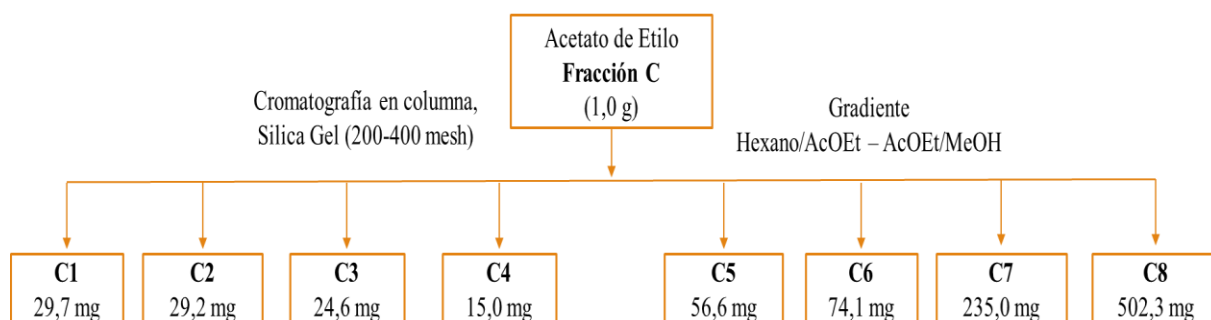 Acetato de Etilo
Fracción C
(1,0 g)
Cromatografía en columna,
Silica Gel (200-400 mesh)
Gradiente
Hexano/AcOEt – AcOEt/MeOH
C1
29,7 mg
C2
29,2 mg
C3
24,6 mg
C4
15,0 mg
C5
56,6 mg
C6
74,1 mg
C7
235,0 mg
C8
502,3 mg